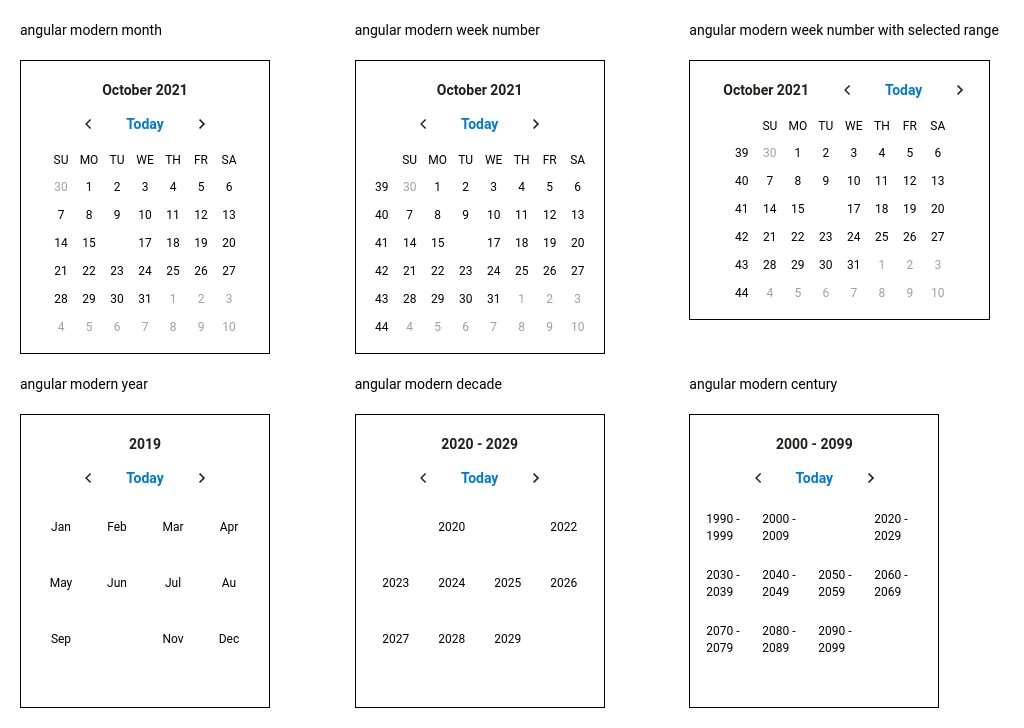 angular modern month
October 2021
Today
SU MO TU WE TH FR SA
30 1 2 3 4 5 6
7 8 9 10 11 12 13
14 15 17 18 19 20
21 22 23 24 25 26 27
28 29 30 31 1 2 3
4 5 6 7 8 9 10
angular modern week number
October 2021
Today
SU MO TU WE TH FR SA
39 30 1 2 3 4 5 6
40 7 8 9 10 11 12 13
41 14 15 17 18 19 20
42 21 22 23 24 25 26 27
43 28 29 30 31 1 2 3
44 4 5 6 7 8 9 10
angular modern week number with selected range
October 2021 Today
SU MO TU WE TH FR SA
39 30 1 2 3 4 5 6
40 7 8 9 10 11 12 13
41 14 15 17 18 19 20
42 21 22 23 24 25 26 27
43 28 29 30 31 1 2 3
44 4 5 6 7 8 9 10
angular modern year
2019
Today
Jan Feb Mar Apr
May Jun Jul Au
Sep Nov Dec
angular modern decade
2020 - 2029
Today
2020 2022
2023 2024 2025 2026
2027 2028 2029
angular modern century
2000 - 2099
Today
1990 - 2000 - 2020 -
1999 2009 2029
2030 - 2040 - 2050 - 2060 -
2039 2049 2059 2069
2070 - 2080 - 2090 -
2079 2089 2099